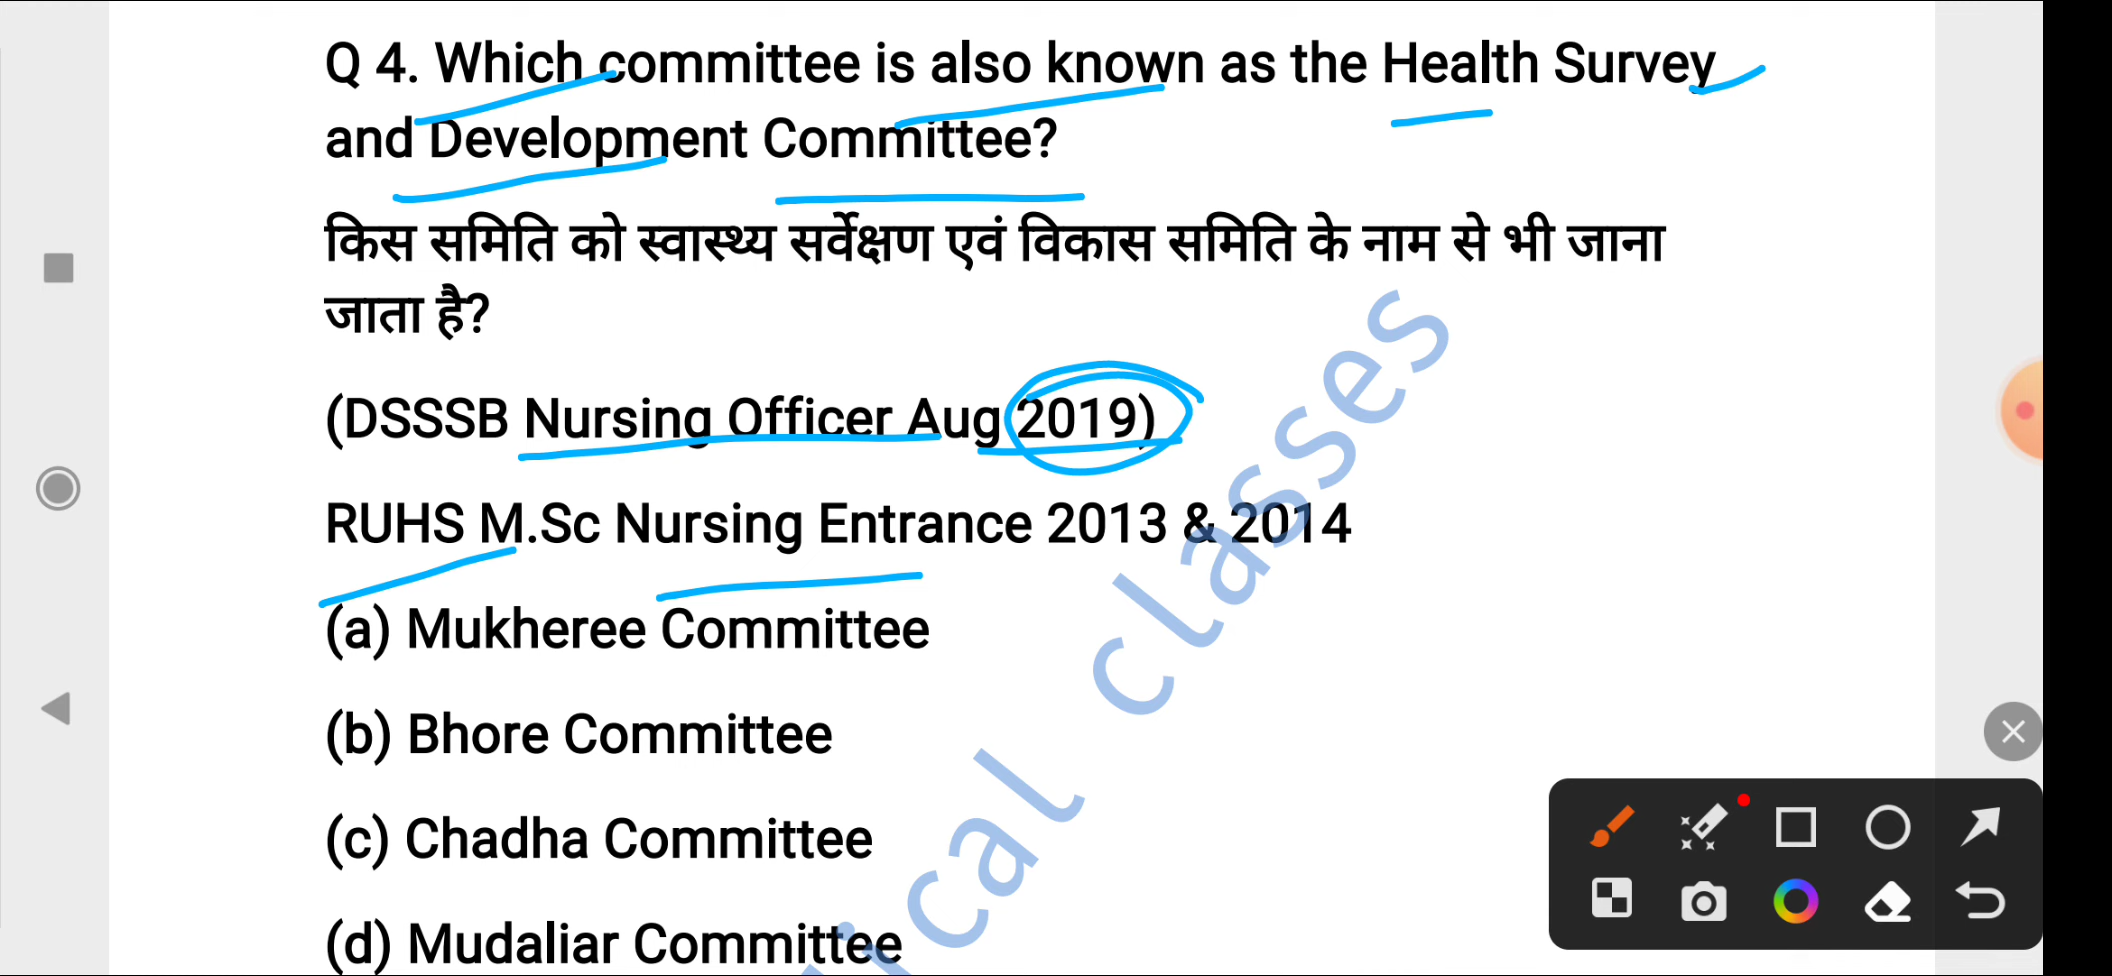 Q 4. Which committee is also known as the Health Survey
and Development Committee?
किस समिति को स्वास्थ्य सर्वेक्षण एवं विकास समिति के नाम से भी जाना
जाता है?
(DSSSB Nursing Officer Aug 2019)
RUHS M.Sc Nursing Entrance 2013 & 2014
(a) Mukheree Committee
(b) Bhore Committee
(c) Chadha Committee
(d) Mudaliar Committee
ical classes